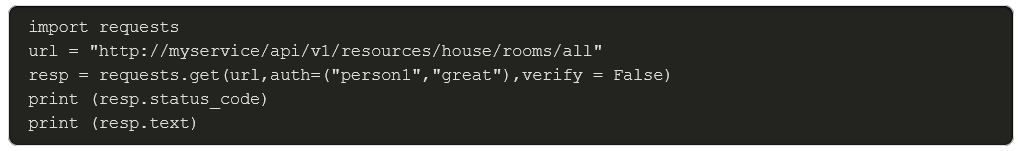 import requests
url = "http://myservice/api/v1/resources/house/rooms/all"
resp = requests.get(url,auth=("person1","great"),verify = False)
print (resp.status_code)
print (resp.text)